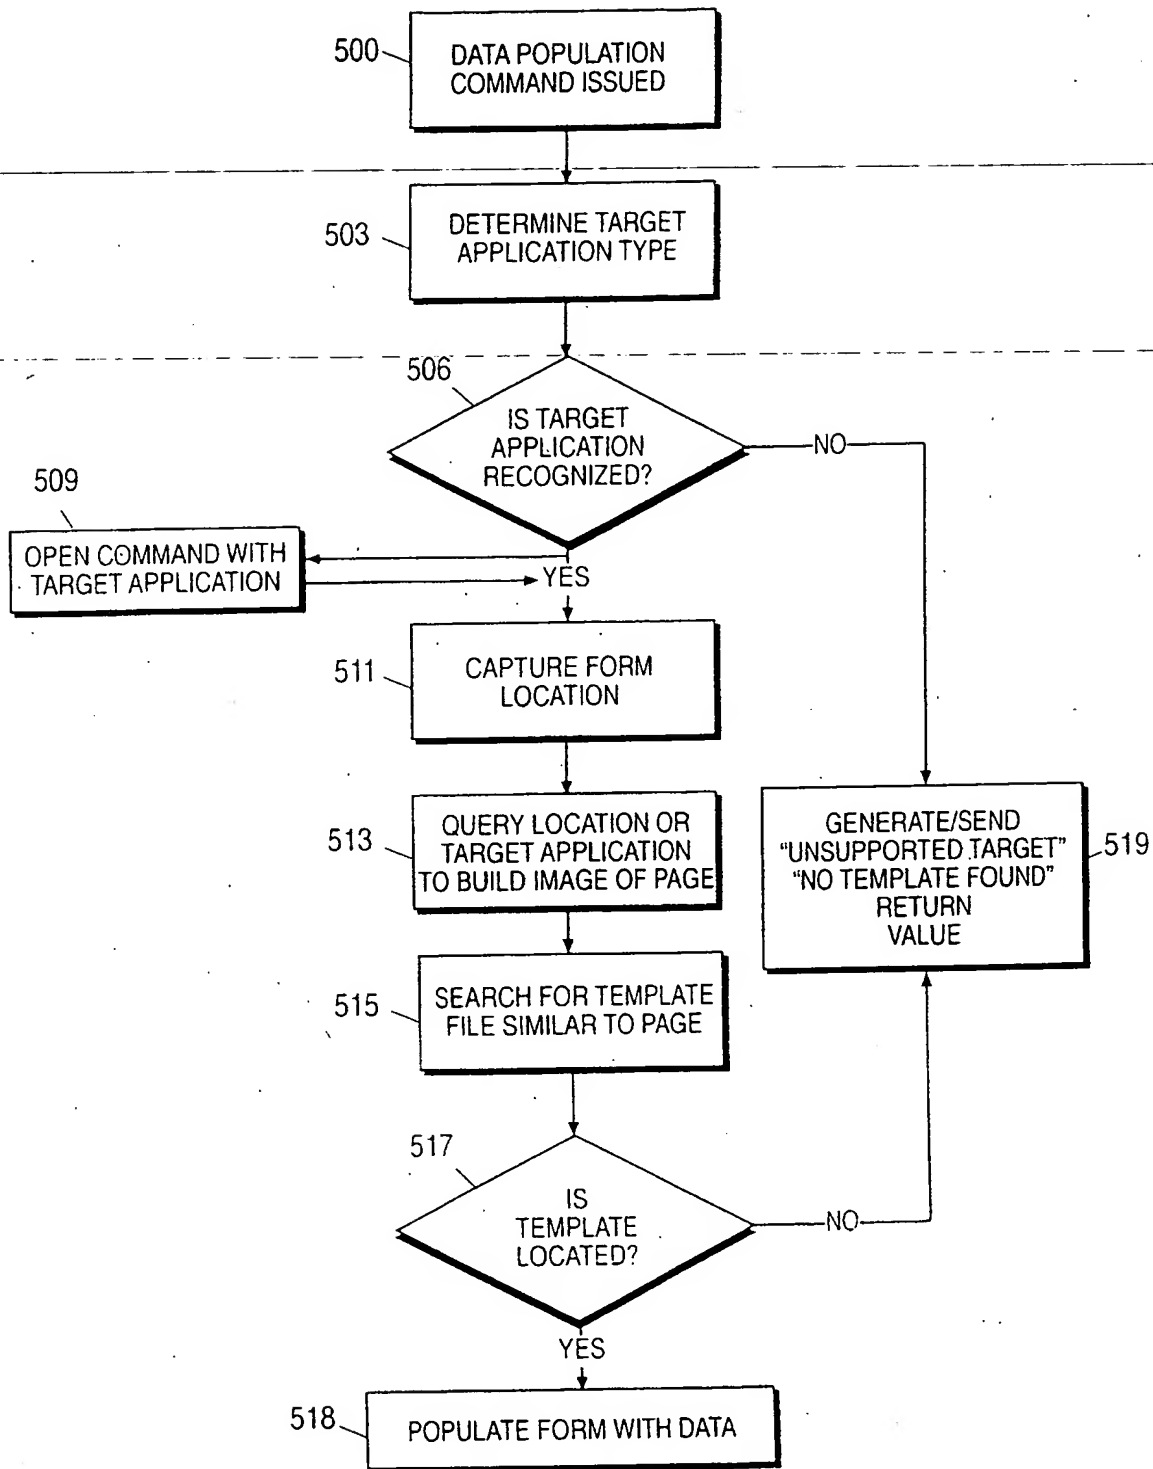 500
DATA POPULATION
COMMAND ISSUED
503
DETERMINE TARGET
APPLICATION TYPE
506
IS TARGET
APPLICATION
RECOGNIZED?
NO
509
OPEN COMMAND WITH
TARGET APPLICATION
YES
511
CAPTURE FORM
LOCATION
513
QUERY LOCATION OR
TARGET APPLICATION
TO BUILD IMAGE OF PAGE
GENERATE/SEND
"UNSUPPORTED TARGET"
"NO TEMPLATE FOUND"
RETURN
VALUE
519
515
SEARCH FOR TEMPLATE
FILE SIMILAR TO PAGE
517
IS
TEMPLATE
LOCATED?
NO
YES
518
POPULATE FORM WITH DATA